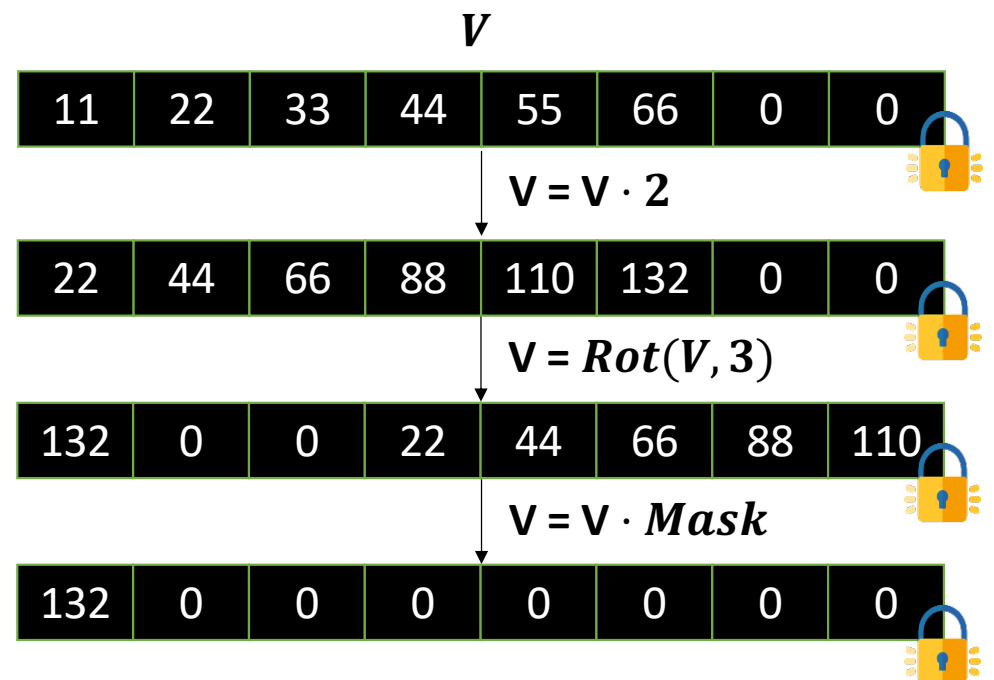 V
11 22 33 44 55 66 0 0
V = V · 2
22 44 66 88 110 132 0 0
V = Rot(V, 3)
132 0 0 22 44 66 88 110
V = V · Mask
132 0 0 0 0 0 0 0